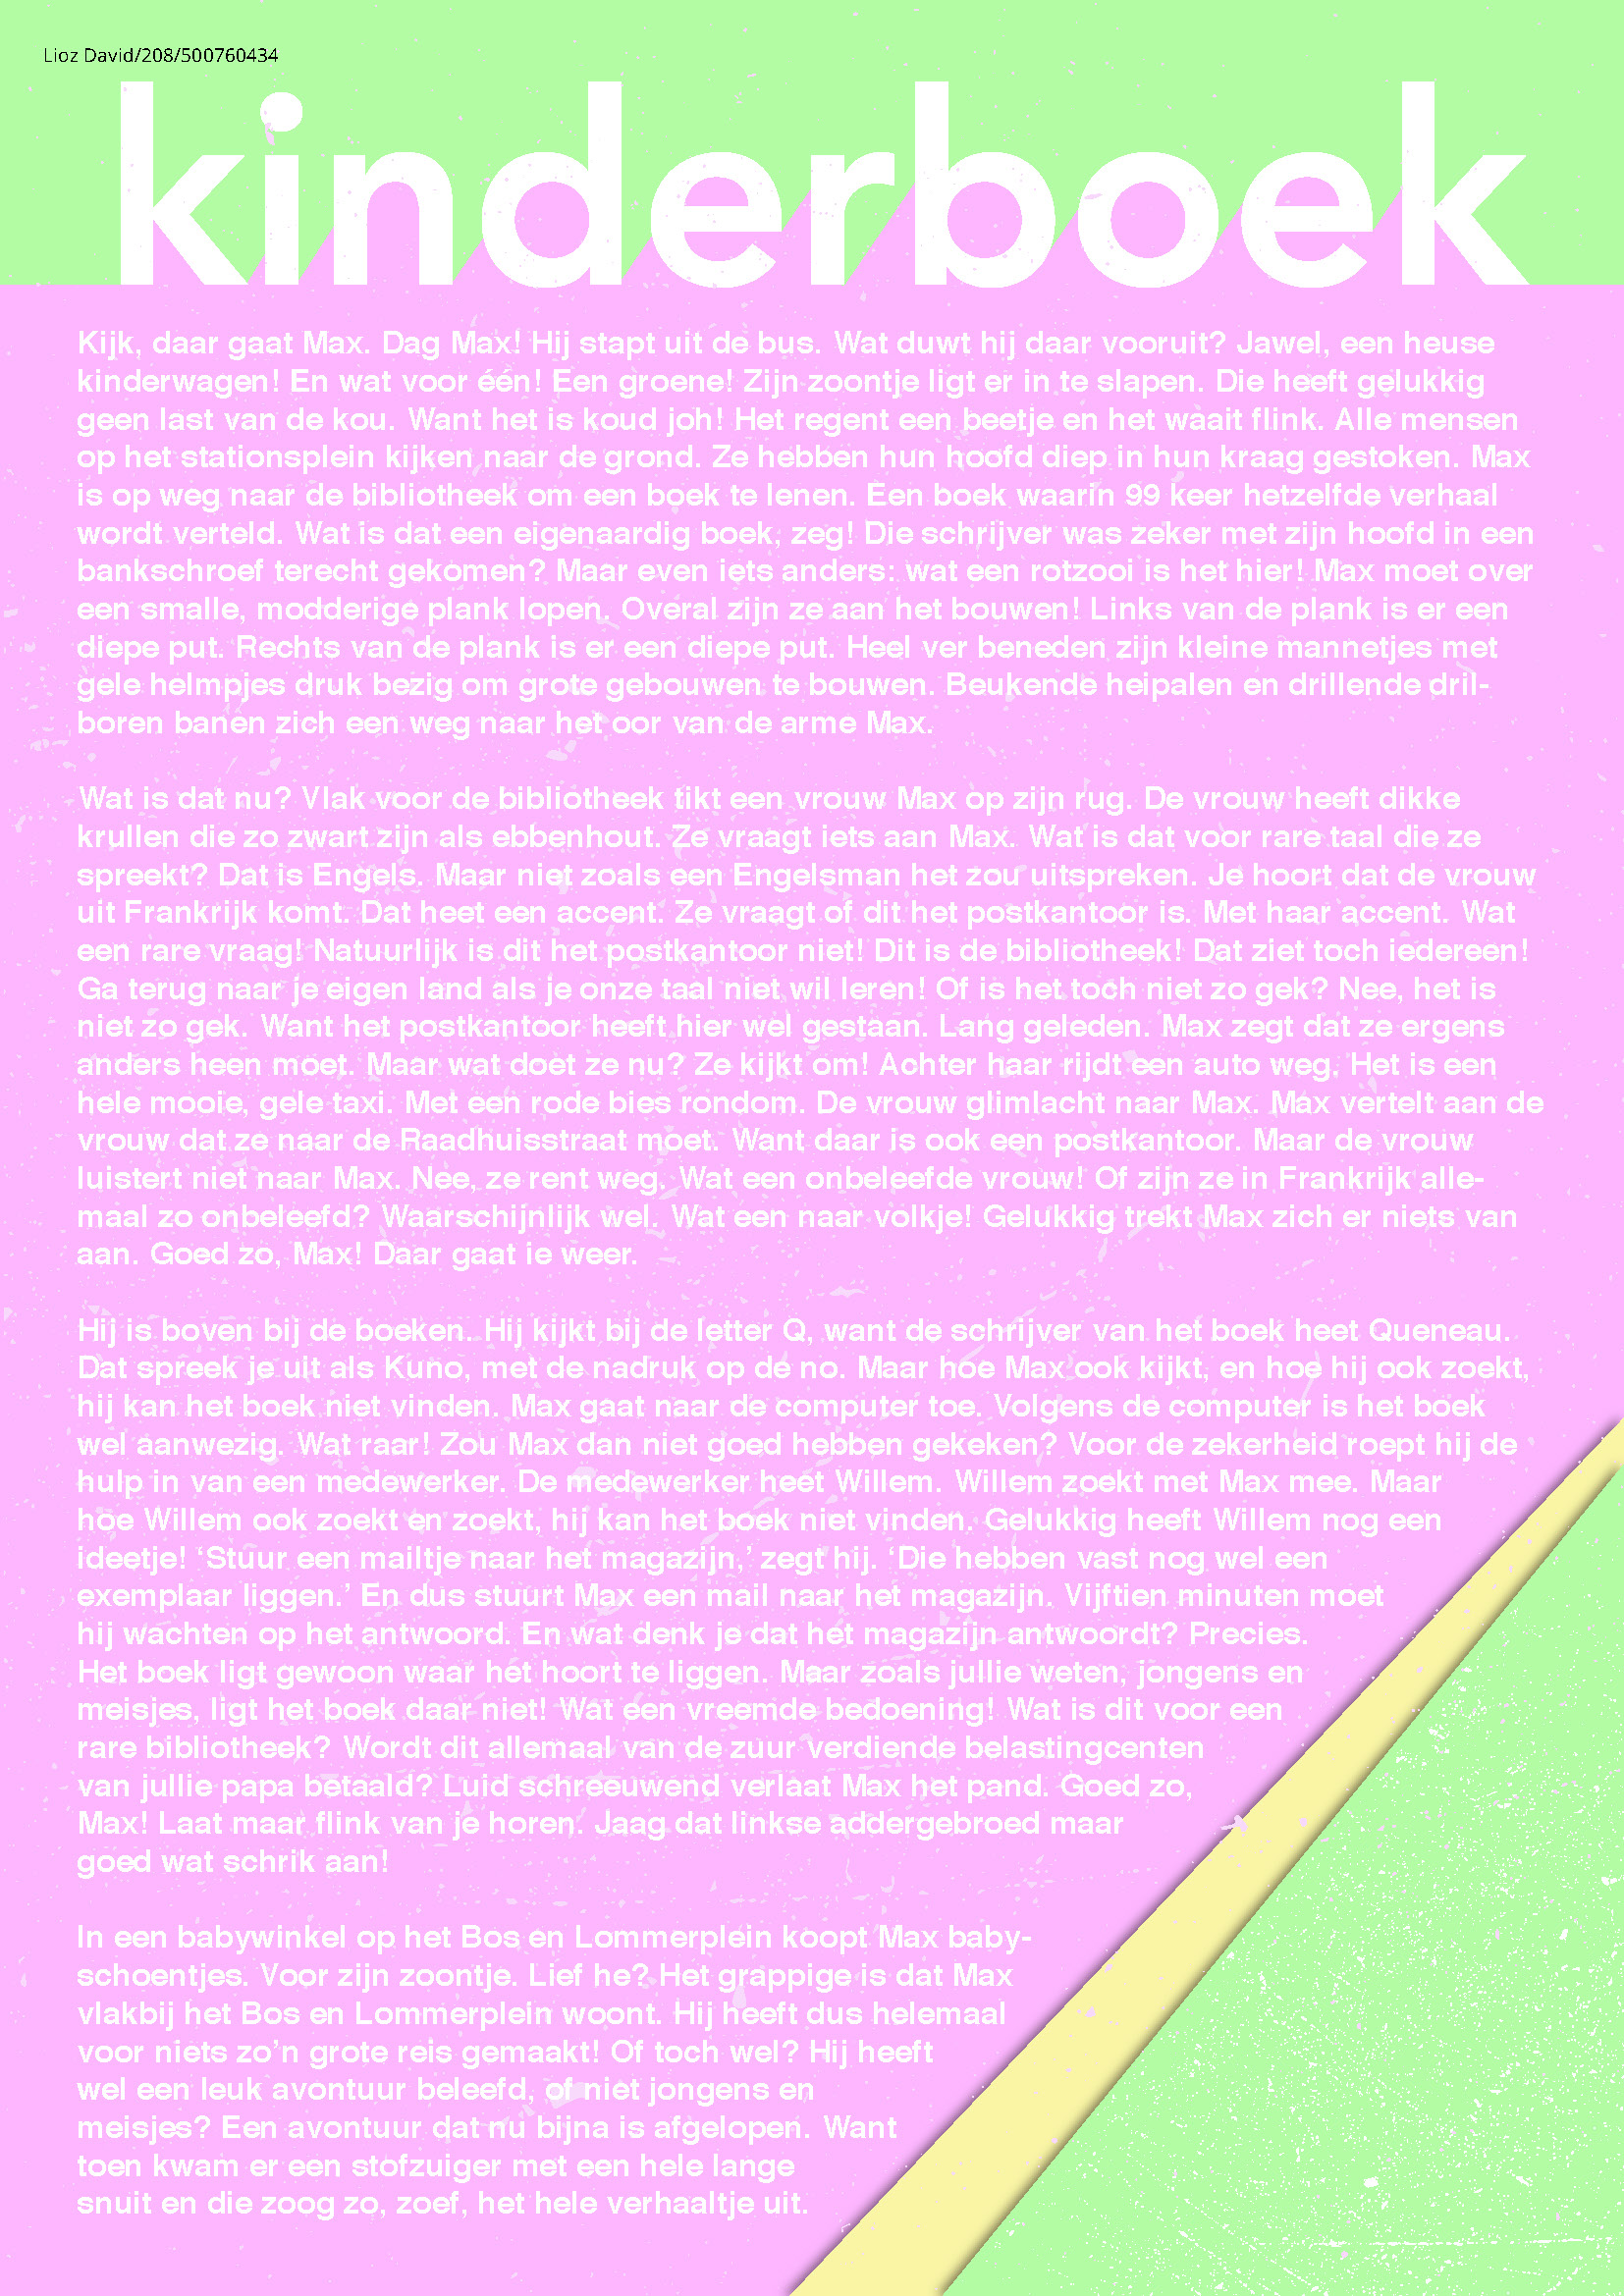 Lioz David/208/500760434
kinderboek
Kijk, daar gaat Max. Dag Max! Hij stapt uit de bus. Wat duwt hij daar vooruit? Jawel, een heuse
kinderwagen! En wat voor één! Een groene! Zijn zoontje ligt er in te slapen. Die heeft gelukkig
geen last van de kou. Want het is koud joh! Het regent een beetje en het waait flink. Alle mensen
op het stationsplein kijken naar de grond. Ze hebben hun hoofd diep in hun kraag gestoken. Max
is op weg naar de bibliotheek om een boek te lenen. Een boek waarin 99 keer hetzelfde verhaal
wordt verteld. Wat is dat een eigenaardig boek, zeg! Die schrijver was zeker met zijn hoofd in een
bankschroef terecht gekomen? Maar even iets anders: wat een rotzooi is het hier! Max moet over
een smalle, modderige plank lopen. Overal zijn ze aan het bouwen! Links van de plank is er een
diepe put. Rechts van de plank is er een diepe put. Heel ver beneden zijn kleine mannetjes met
gele helmpjes druk bezig om grote gebouwen te bouwen. Beukende heipalen en drillende dril-
boren banen zich een weg naar het oor van de arme Max.
Wat is dat nu? Vlak voor de bibliotheek tikt een vrouw Max op zijn rug. De vrouw heeft dikke
krullen die zo zwart zijn als ebbenhout. Ze vraagt iets aan Max. Wat is dat voor rare taal die ze
spreekt? Dat is Engels. Maar niet zoals een Engelsman het zou uitspreken. Je hoort dat de vrouw
uit Frankrijk komt. Dat heet een accent. Ze vraagt of dit het postkantoor is. Met haar accent. Wat
een rare vraag! Natuurlijk is dit het postkantoor niet! Dit is de bibliotheek! Dat ziet toch iedereen!
Ga terug naar je eigen land als je onze taal niet wil leren! Of is het toch niet zo gek? Nee, het is
niet zo gek. Want het postkantoor heeft hier wel gestaan. Lang geleden. Max zegt dat ze ergens
anders heen moet. Maar wat doet ze nu? Ze kijkt om! Achter haar rijdt een auto weg. Het is een
hele mooie, gele taxi. Met een rode bies rondom. De vrouw glimlacht naar Max. Max vertelt aan de
vrouw dat ze naar de Raadhuisstraat moet. Want daar is ook een postkantoor. Maar de vrouw
luistert niet naar Max. Nee, ze rent weg. Wat een onbeleefde vrouw! Of zijn ze in Frankrijk alle-
maal zo onbeleefd? Waarschijnlijk wel. Wat een naar volkje! Gelukkig trekt Max zich er niets van
aan. Goed zo, Max! Daar gaat ie weer.
Hij is boven bij de boeken. Hij kijkt bij de letter Q, want de schrijver van het boek heet Queneau.
Dat spreek je uit als Kuno, met de nadruk op de no. Maar hoe Max ook kijkt, en hoe hij ook zoekt,
hij kan het boek niet vinden. Max gaat naar de computer toe. Volgens de computer is het boek
wel aanwezig. Wat raar! Zou Max dan niet goed hebben gekeken? Voor de zekerheid roept hij de
hulp in van een medewerker. De medewerker heet Willem. Willem zoekt met Max mee. Maar
hoe Willem ook zoekt en zoekt, hij kan het boek niet vinden. Gelukkig heeft Willem nog een
ideetje! ‘Stuur een mailtje naar het magazijn,’ zegt hij. ‘Die hebben vast nog wel een
exemplaar liggen.’ En dus stuurt Max een mail naar het magazijn. Vijftien minuten moet
hij wachten op het antwoord. En wat denk je dat het magazijn antwoordt? Precies.
Het boek ligt gewoon waar het hoort te liggen. Maar zoals jullie weten, jongens en
meisjes, ligt het boek daar niet! Wat een vreemde bedoening! Wat is dit voor een
rare bibliotheek? Wordt dit allemaal van de zuur verdiende belastingcenten
van jullie papa betaald? Luid schreeuwend verlaat Max het pand. Goed zo,
Max! Laat maar flink van je horen. Jaag dat linkse addergebroed maar
goed wat schrik aan!
In een babywinkel op het Bos en Lommerplein koopt Max baby-
schoentjes. Voor zijn zoontje. Lief he? Het grappige is dat Max
vlakbij het Bos en Lommerplein woont. Hij heeft dus helemaal
voor niets zo’n grote reis gemaakt! Of toch wel? Hij heeft
wel een leuk avontuur beleefd, of niet jongens en
meisjes? Een avontuur dat nu bijna is afgelopen. Want
toen kwam er een stofzuiger met een hele lange
snuit en die zoog zo, zoef, het hele verhaaltje uit.